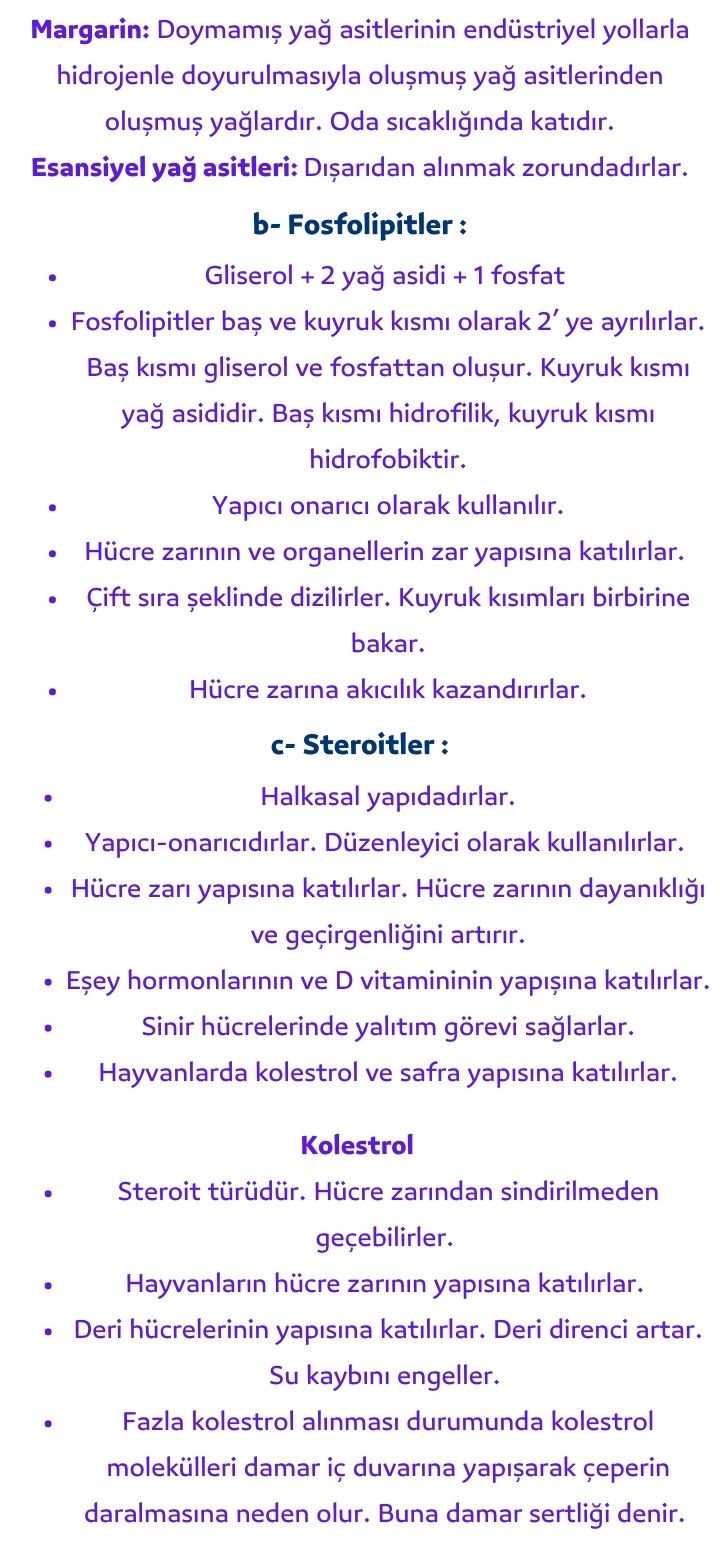 Margarin: Doymamış yağ asitlerinin endüstriyel yollarla
hidrojenle doyurulmasıyla oluşmuş yağ asitlerinden
oluşmuş yağlardır. Oda sıcaklığında katıdır.
Esansiyel yağ asitleri: Dışarıdan alınmak zorundadırlar.
b- Fosfolipitler :
• Gliserol + 2 yağ asidi + 1 fosfat
• Fosfolipitler baş ve kuyruk kısmı olarak 2’ ye ayrılırlar.
Baş kısmı gliserol ve fosfattan oluşur. Kuyruk kısmı
yağ asididir. Baş kısmı hidrofilik, kuyruk kısmı
hidrofobiktir.
• Yapıcı onarıcı olarak kullanılır.
• Hücre zarının ve organellerin zar yapısına katılırlar.
• Çift sıra şeklinde dizilirler. Kuyruk kısımları birbirine
bakar.
• Hücre zarına akıcılık kazandırırlar.
c- Steroitler :
• Halkasal yapıdadırlar.
• Yapıcı-onarıcıdırlar. Düzenleyici olarak kullanılırlar.
• Hücre zarı yapısına katılırlar. Hücre zarının dayanıklığı
ve geçirgenliğini artırır.
• Eşey hormonlarının ve D vitamininin yapışına katılırlar.
• Sinir hücrelerinde yalıtım görevi sağlarlar.
• Hayvanlarda kolestrol ve safra yapısına katılırlar.
Kolestrol
• Steroit türüdür. Hücre zarından sindirilmeden
geçebilirler.
• Hayvanların hücre zarının yapısına katılırlar.
• Deri hücrelerinin yapısına katılırlar. Deri direnci artar.
Su kaybını engeller.
• Fazla kolestrol alınması durumunda kolestrol
molekülleri damar iç duvarına yapışarak çeperin
daralmasına neden olur. Buna damar sertliği denir.